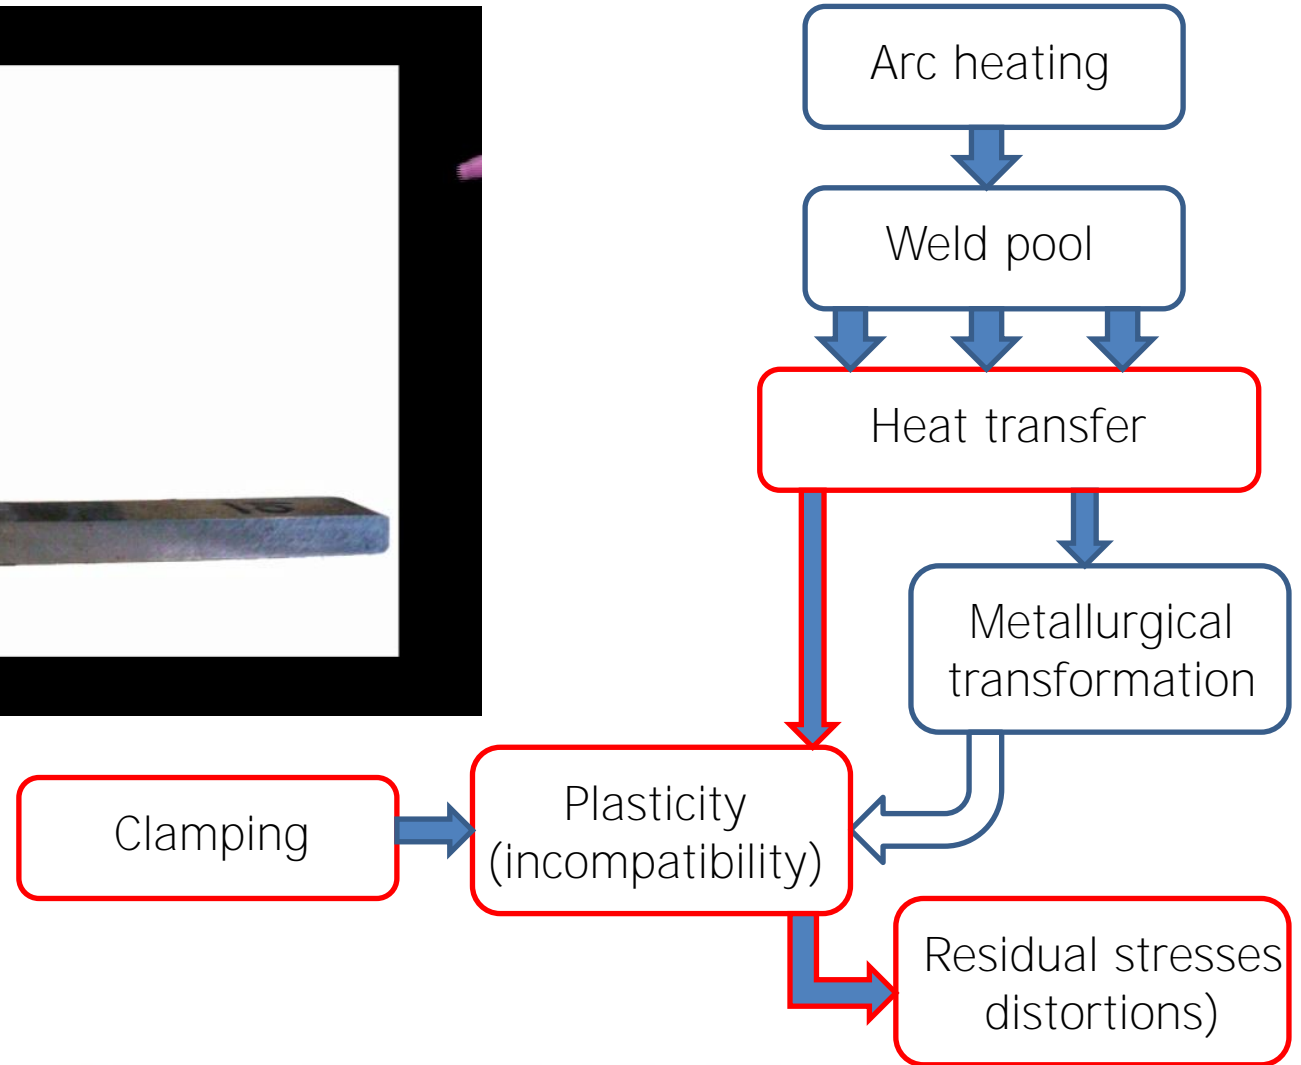 Arc heating
Weld pool
Heat transfer
Metallurgical
transformation
Clamping
Plasticity
(incompatibility)
Residual stresses
distortions)